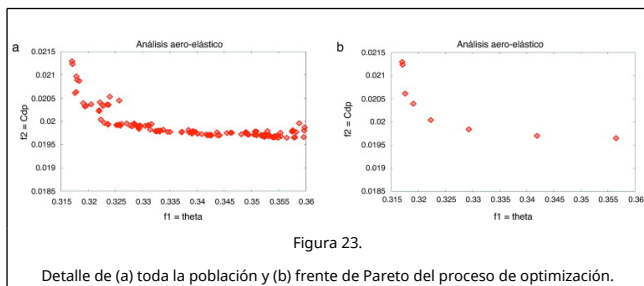 a
Análisis aero-elástico
0.0215
0.021
0.0205
0.02
0.0195
0.019
0.0185
f2 = Cdp
0.315 0.32 0.325 0.33 0.335 0.34 0.345 0.35 0.355 0.36
f1 = theta
b
Análisis aero-elástico
0.0215
0.021
0.0205
0.02
0.0195
0.019
0.0185
f2 = Cdp
0.315 0.32 0.325 0.33 0.335 0.34 0.345 0.35 0.355 0.36
f1 = theta
Figura 23.
Detalle de (a) toda la población y (b) frente de Pareto del proceso de optimización.